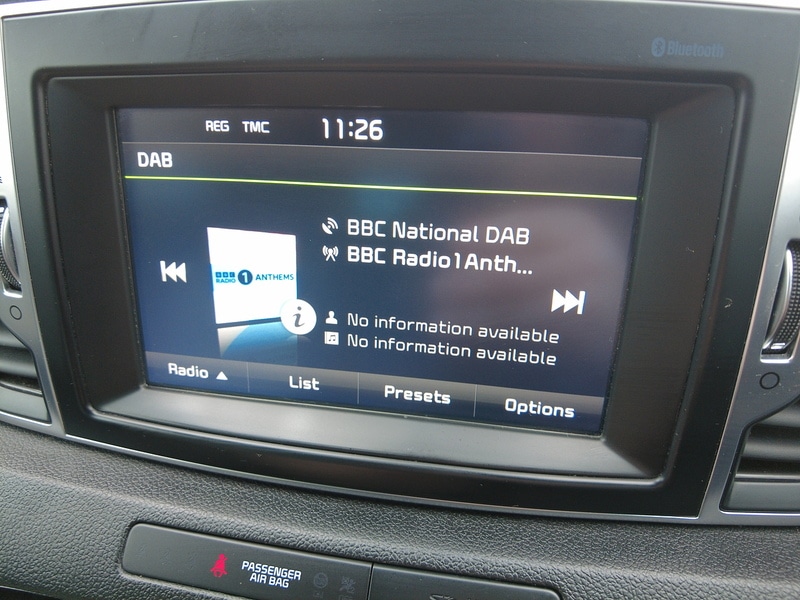 Bluetooth
REG TMC 11:26
DAB
BBC National DAB
BBC Radio1Anth...
BBC
RADIO 1 ANTHEMS
i
No information available
No information available
Radio ▲ List Presets Options
PASSENGER
AIR BAG